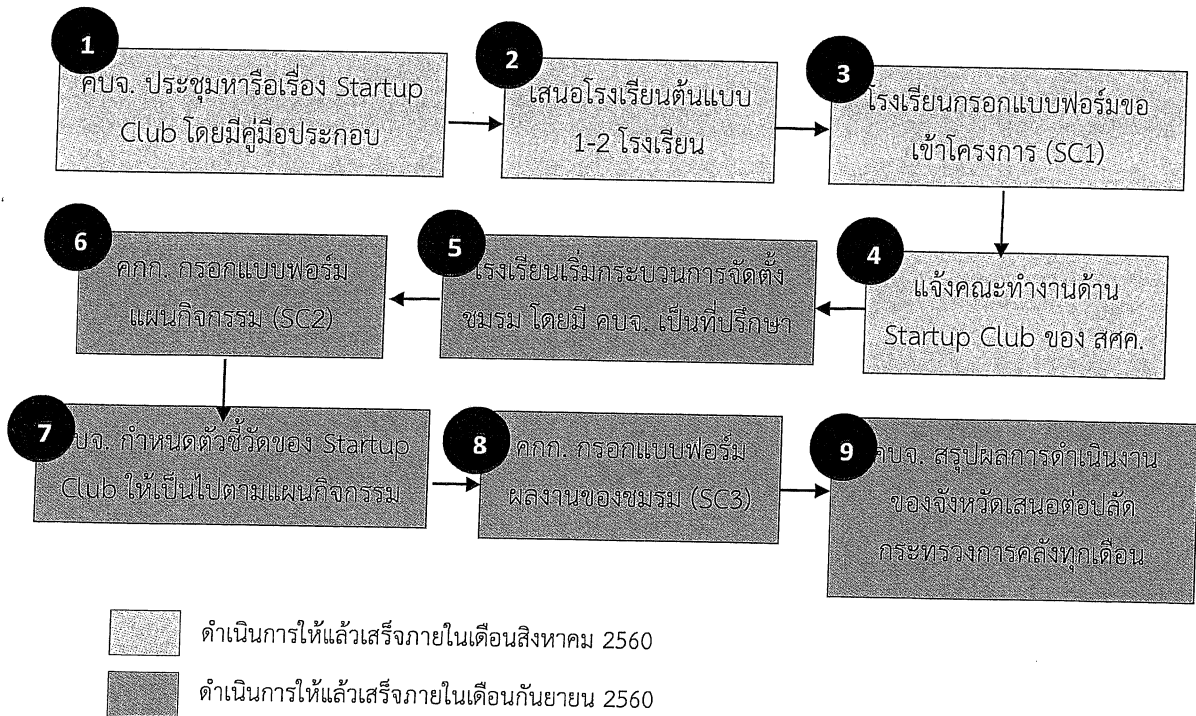 1
คบจ. ประชุมหารือเรื่อง Startup
Club โดยมีคู่มือประกอบ
2
เสนอโรงเรียนต้นแบบ
1-2 โรงเรียน
3
โรงเรียนกรอกแบบฟอร์มขอ
เข้าโครงการ (SC1)
4
แจ้งคณะทำงานด้าน
Startup Club ของ สศค.
5
โรงเรียนเริ่มกระบวนการจัดตั้ง
ชมรม โดยมี คบจ. เป็นที่ปรึกษา
6
คกก. กรอกแบบฟอร์ม
แผนกิจกรรม (SC2)
7
คบจ. กำหนดตัวชี้วัดของ Startup
Club ให้เป็นไปตามแผนกิจกรรม
8
คกก. กรอกแบบฟอร์ม
ผลงานของชมรม (SC3)
9
คบจ. สรุปผลการดำเนินงาน
ของจังหวัดเสนอต่อปลัด
กระทรวงการคลังทุกเดือน
ดำเนินการให้แล้วเสร็จภายในเดือนสิงหาคม 2560
ดำเนินการให้แล้วเสร็จภายในเดือนกันยายน 2560